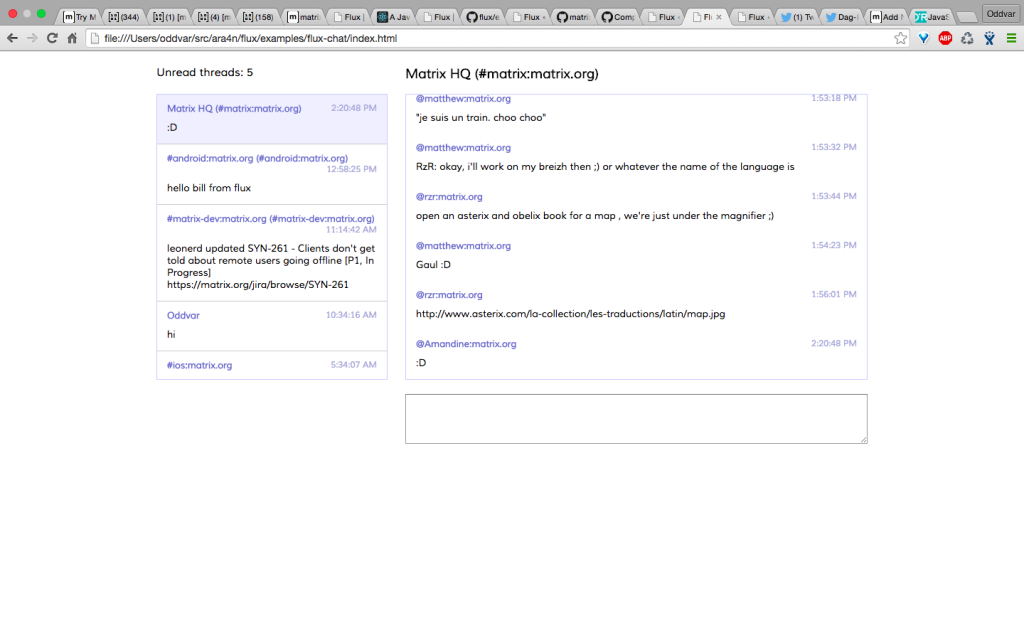 Try M
(344)
(1) [m
(4) [m
(158)
matri
Flux
A Jav
Flux
flux/e
Flux
matri
Com
Flux
Fl
Flux
(1) Tw
Dag-
Add
JavaS
Oddvar
file:///Users/oddvar/src/ara4n/flux/examples/flux-chat/index.html
ABP
Unread threads: 5
Matrix HQ (#matrix:matrix.org)
2:20:48 PM
:D
#android:matrix.org (#android:matrix.org)
12:58:25 PM
hello bill from flux
#matrix-dev:matrix.org (#matrix-dev:matrix.org)
11:14:42 AM
leonerd updated SYN-261 - Clients don't get
told about remote users going offline [P1, In
Progress]
https://matrix.org/jira/browse/SYN-261
Oddvar
10:34:16 AM
hi
#ios:matrix.org
5:34:07 AM
Matrix HQ (#matrix:matrix.org)
@matthew:matrix.org
1:53:18 PM
"je suis un train. choo choo"
@matthew:matrix.org
1:53:32 PM
RzR: okay, i'll work on my breizh then ;) or whatever the name of the language is
@rzr:matrix.org
1:53:44 PM
open an asterix and obelix book for a map , we're just under the magnifier ;)
@matthew:matrix.org
1:54:23 PM
Gaul :D
@rzr:matrix.org
1:56:01 PM
http://www.asterix.com/la-collection/les-traductions/latin/map.jpg
@Amandine:matrix.org
2:20:48 PM
:D